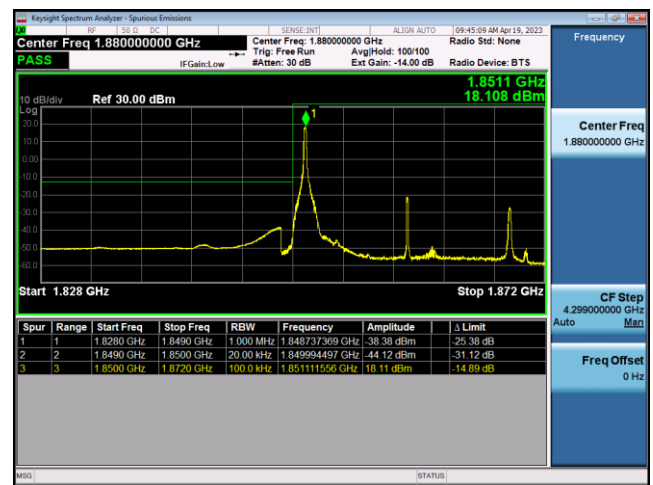 Keysight Spectrum Analyzer - Spurious Emissions
RF 50 Ω DC SENSE:INT ALIGN AUTO 09:45:09 AM Apr 19, 2023
Center Freq 1.880000000 GHz
Center Freq: 1.880000000 GHz
Radio Std: None
Trig: Free Run Avg|Hold: 100/100
PASS
IFGain:Low #Atten: 30 dB Ext Gain: -14.00 dB Radio Device: BTS
1.8511 GHz
18.108 dBm
10 dB/div Ref 30.00 dBm
Log
20.0
10.0
0.00
-10.0
-20.0
-30.0
-40.0
-50.0
-60.0
1
Start 1.828 GHz Stop 1.872 GHz
Spur Range Start Freq Stop Freq RBW Frequency Amplitude Δ Limit
1 1 1.8280 GHz 1.8490 GHz 1.000 MHz 1.848737369 GHz -38.38 dBm -25.38 dB
2 2 1.8490 GHz 1.8500 GHz 20.00 kHz 1.849994497 GHz -44.12 dBm -31.12 dB
3 3 1.8500 GHz 1.8720 GHz 100.0 kHz 1.851111556 GHz 18.11 dBm -14.89 dB
Frequency
Center Freq
1.880000000 GHz
CF Step
4.299000000 GHz
Auto Man
Freq Offset
0 Hz
MSG STATUS